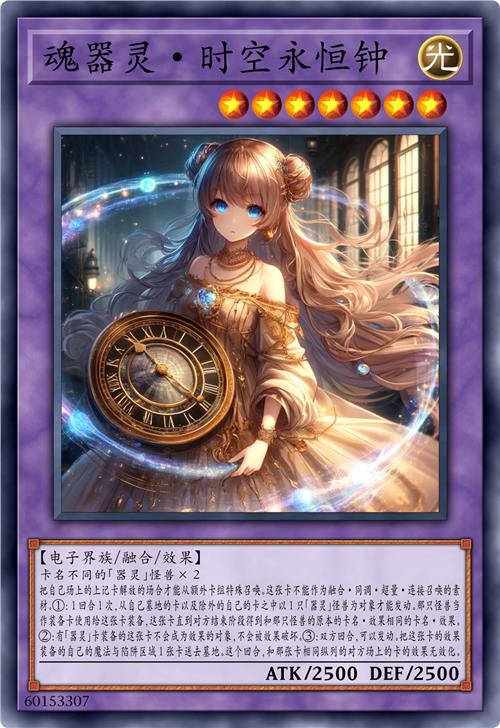 魂器灵·时空永恒钟
光
【电子界族/融合/效果】
卡名不同的「器灵」怪兽×2
把自己场上的上记卡解放的场合才能从额外卡组特殊召唤。这张卡不能作为融合·同调·超量·连接召唤的素
材。①：1回合1次，从自己墓地的卡以及除外的自己的卡之中以1只「器灵」怪兽为对象才能发动。那只怪兽当
作装备卡使用给这张卡装备，这张卡直到对方结束阶段得到和那只怪兽的原本的卡名·效果相同的卡名·效果。
②：有「器灵」卡装备的这张卡不会成为效果的对象，不会被效果破坏。③：双方回合，可以发动。把这张卡的效果
装备的自己的魔法与陷阱区域1张卡送去墓地。这个回合，和那张卡相同纵列的对方场上的卡的效果无效化。
ATK/2500 DEF/2500
60153307